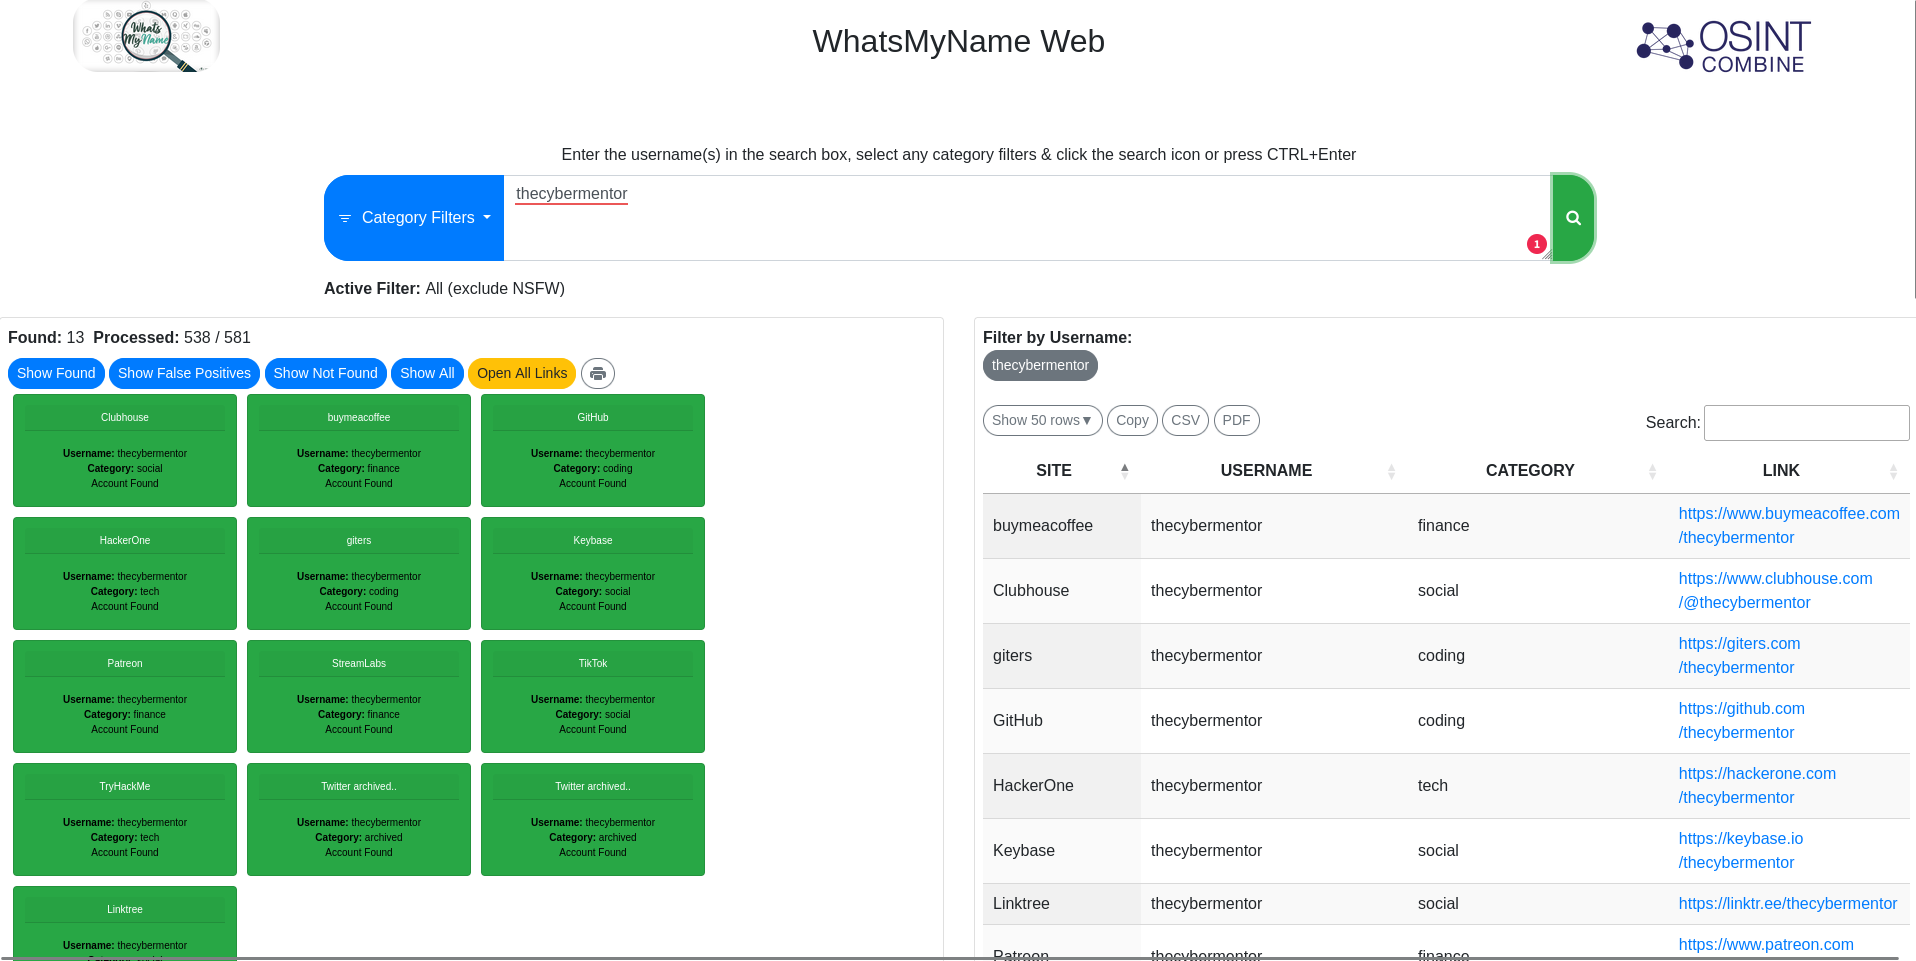 Whats
MyName
WhatsMyName Web
OSINT
COMBINE
Enter the username(s) in the search box, select any category filters & click the search icon or press CTRL+Enter
Category Filters
thecybermentor
1
Active Filter: All (exclude NSFW)
Found: 13 Processed: 538 / 581
Show Found Show False Positives Show Not Found Show All Open All Links
Clubhouse
Username: thecybermentor
Category: social
Account Found
buymeacoffee
Username: thecybermentor
Category: finance
Account Found
GitHub
Username: thecybermentor
Category: coding
Account Found
HackerOne
Username: thecybermentor
Category: tech
Account Found
giters
Username: thecybermentor
Category: coding
Account Found
Keybase
Username: thecybermentor
Category: social
Account Found
Patreon
Username: thecybermentor
Category: finance
Account Found
StreamLabs
Username: thecybermentor
Category: finance
Account Found
TikTok
Username: thecybermentor
Category: social
Account Found
TryHackMe
Username: thecybermentor
Category: tech
Account Found
Twitter archived..
Username: thecybermentor
Category: archived
Account Found
Twitter archived..
Username: thecybermentor
Category: archived
Account Found
Linktree
Username: thecybermentor
Category: social
Filter by Username:
thecybermentor
Show 50 rows▼ Copy CSV PDF
Search:
SITE USERNAME CATEGORY LINK
buymeacoffee thecybermentor finance https://www.buymeacoffee.com
/thecybermentor
Clubhouse thecybermentor social https://www.clubhouse.com
/@thecybermentor
giters thecybermentor coding https://giters.com
/thecybermentor
GitHub thecybermentor coding https://github.com
/thecybermentor
HackerOne thecybermentor tech https://hackerone.com
/thecybermentor
Keybase thecybermentor social https://keybase.io
/thecybermentor
Linktree thecybermentor social https://linktr.ee/thecybermentor
Patreon thecybermentor finance https://www.patreon.com